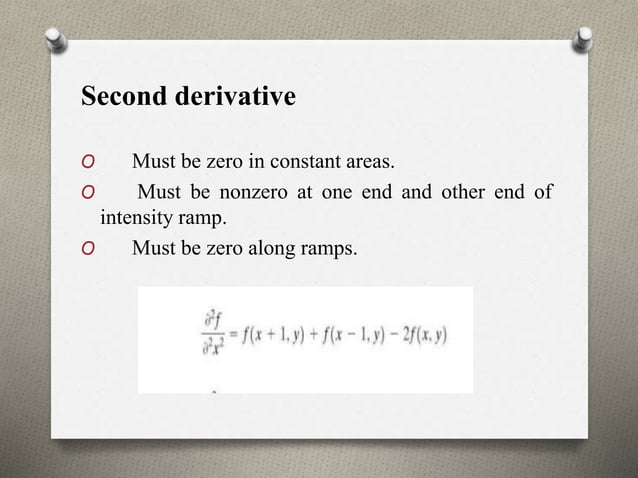 Second derivative
O Must be zero in constant areas.
O Must be nonzero at one end and other end of
intensity ramp.
O Must be zero along ramps.
∂²f/∂²x² = f(x + 1, y) + f(x − 1, y) − 2f(x, y)